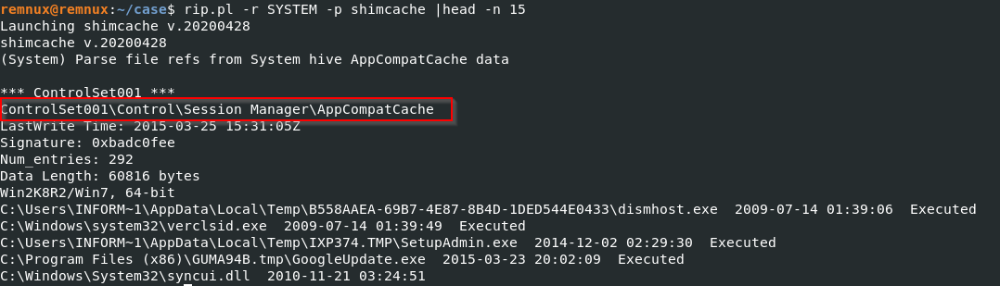 remnux@remnux:~/case$ rip.pl -r SYSTEM -p shimcache |head -n 15
Launching shimcache v.20200428
shimcache v.20200428
(System) Parse file refs from System hive AppCompatCache data
*** ControlSet001 ***
ControlSet001\Control\Session Manager\AppCompatCache
LastWrite Time: 2015-03-25 15:31:05Z
Signature: 0xbadc0fee
Num_entries: 292
Data Length: 60816 bytes
Win2K8R2/Win7, 64-bit
C:\Users\INFORM~1\AppData\Local\Temp\B558AAEA-69B7-4E87-8B4D-1DED544E0433\dismhost.exe  2009-07-14 01:39:06  Executed
C:\Windows\system32\verclsid.exe  2009-07-14 01:39:49  Executed
C:\Users\INFORM~1\AppData\Local\Temp\IXP374.TMP\SetupAdmin.exe  2014-12-02 02:29:30  Executed
C:\Program Files (x86)\GUMA94B.tmp\GoogleUpdate.exe  2015-03-23 20:02:09  Executed
C:\Windows\System32\syncui.dll  2010-11-21 03:24:51